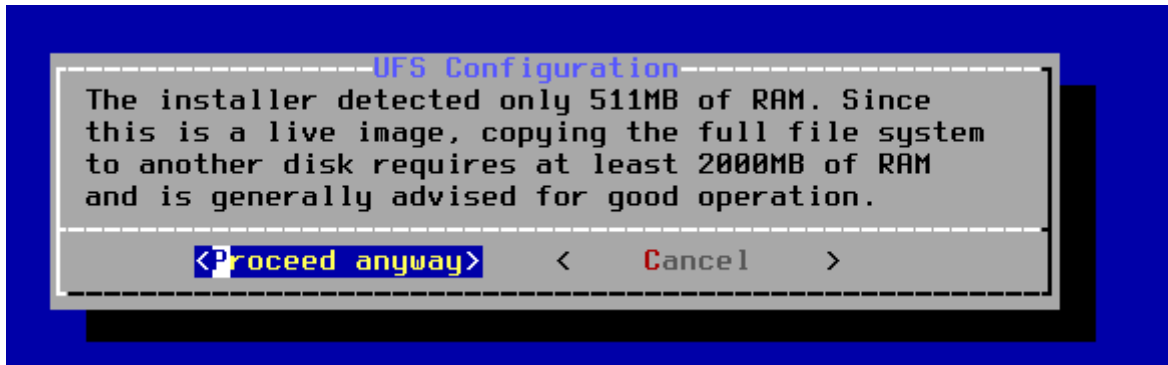 UFS Configuration
The installer detected only 511MB of RAM. Since
this is a live image, copying the full file system
to another disk requires at least 2000MB of RAM
and is generally advised for good operation.
<Proceed anyway> < Cancel >